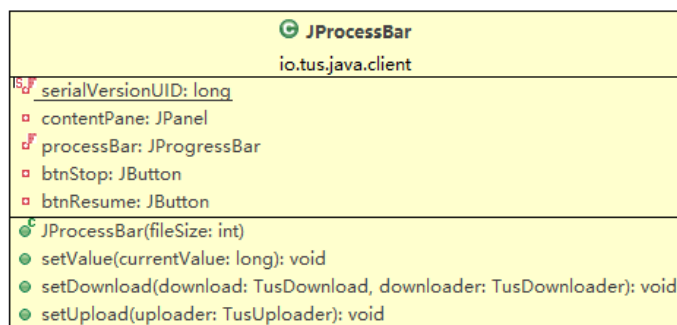 JProcessBar
io.tus.java.client
serialVersionUID: long
contentPane: JPanel
processBar: JProgressBar
btnStop: JButton
btnResume: JButton
JProcessBar(fileSize: int)
setValue(currentValue: long): void
setDownload(download: TusDownload, downloader: TusDownloader): void
setUpload(uploader: TusUploader): void